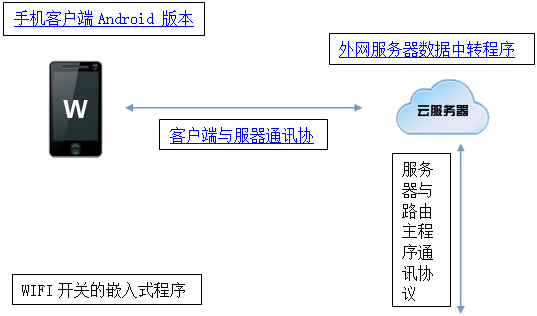 手机客户端 Android 版本
外网服务器数据中转程序
W
云服务器
客户端与服器通讯协
服务
器与
路由
主程
序通
讯协
议
WIFI 开关的嵌入式程序